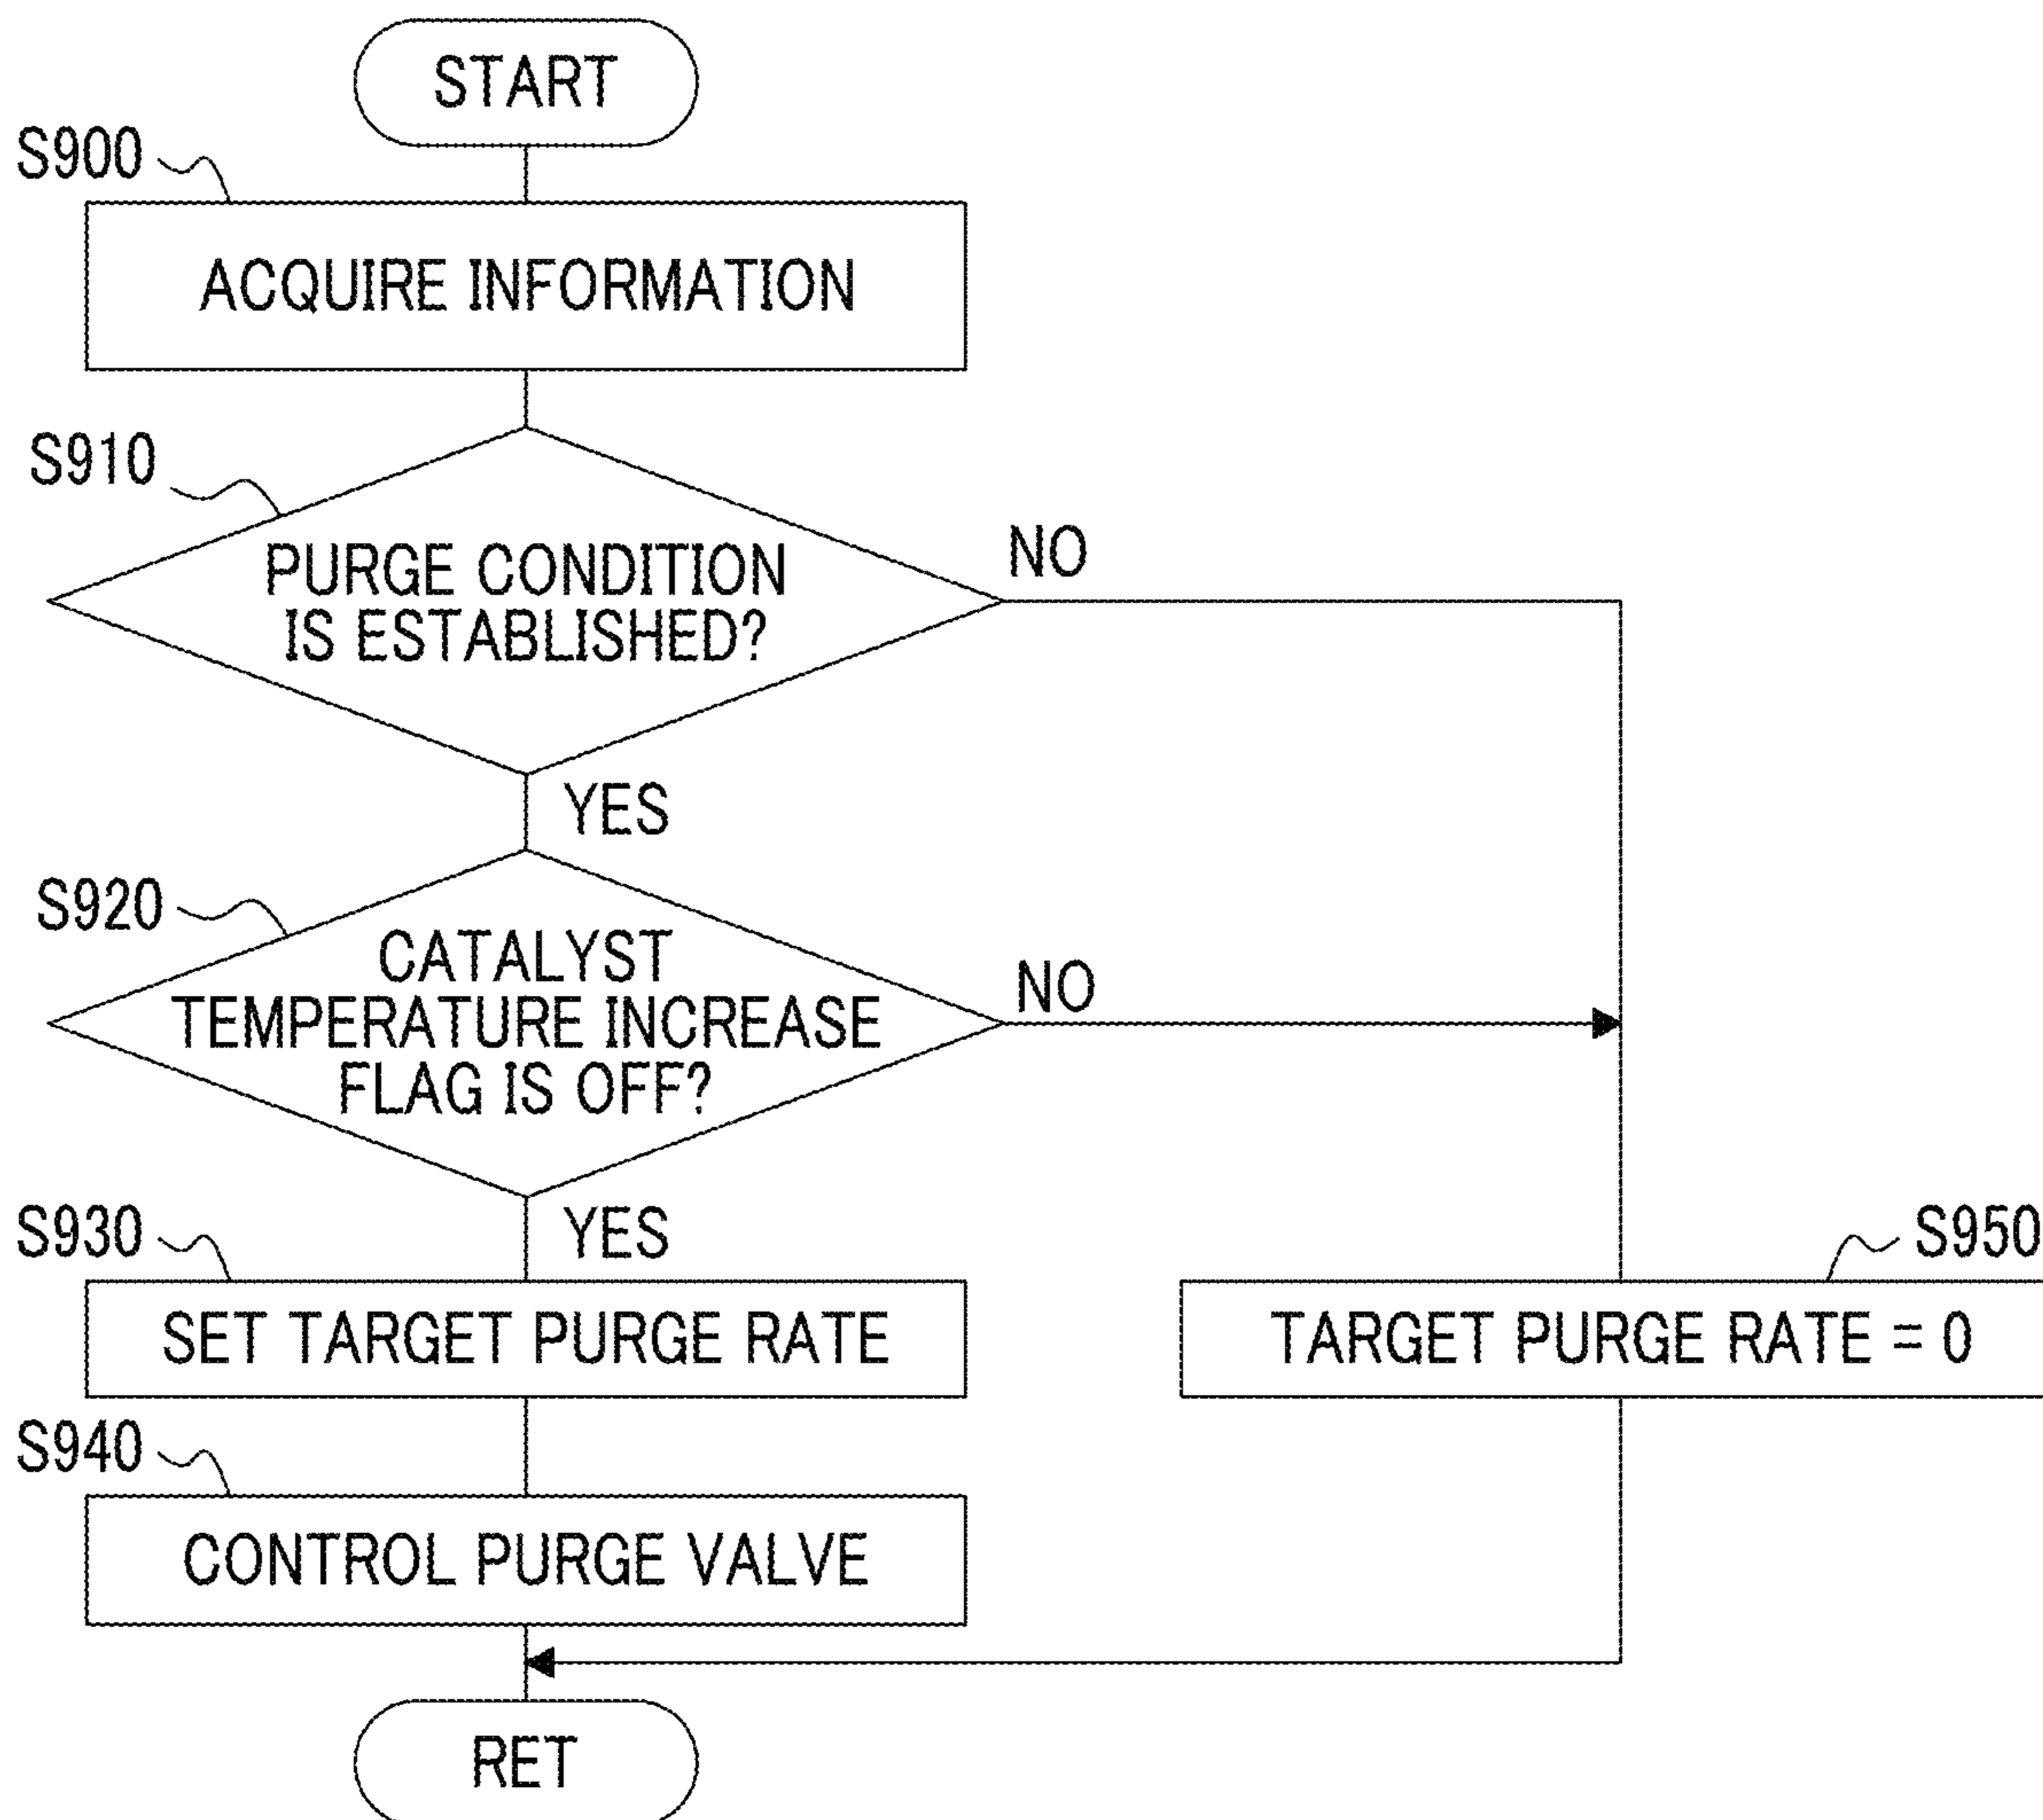 START
S900
ACQUIRE INFORMATION
S910
PURGE CONDITION
IS ESTABLISHED?
NO
YES
S920
CATALYST
TEMPERATURE INCREASE
FLAG IS OFF?
NO
YES
S930
SET TARGET PURGE RATE
S950
TARGET PURGE RATE = 0
S940
CONTROL PURGE VALVE
RET